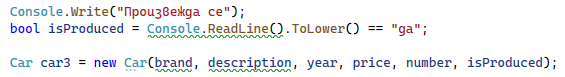 Console.Write("Произвежда се");
bool isProduced = Console.ReadLine().ToLower() == "да";
Car car3 = new Car(brand, description, year, price, number, isProduced);